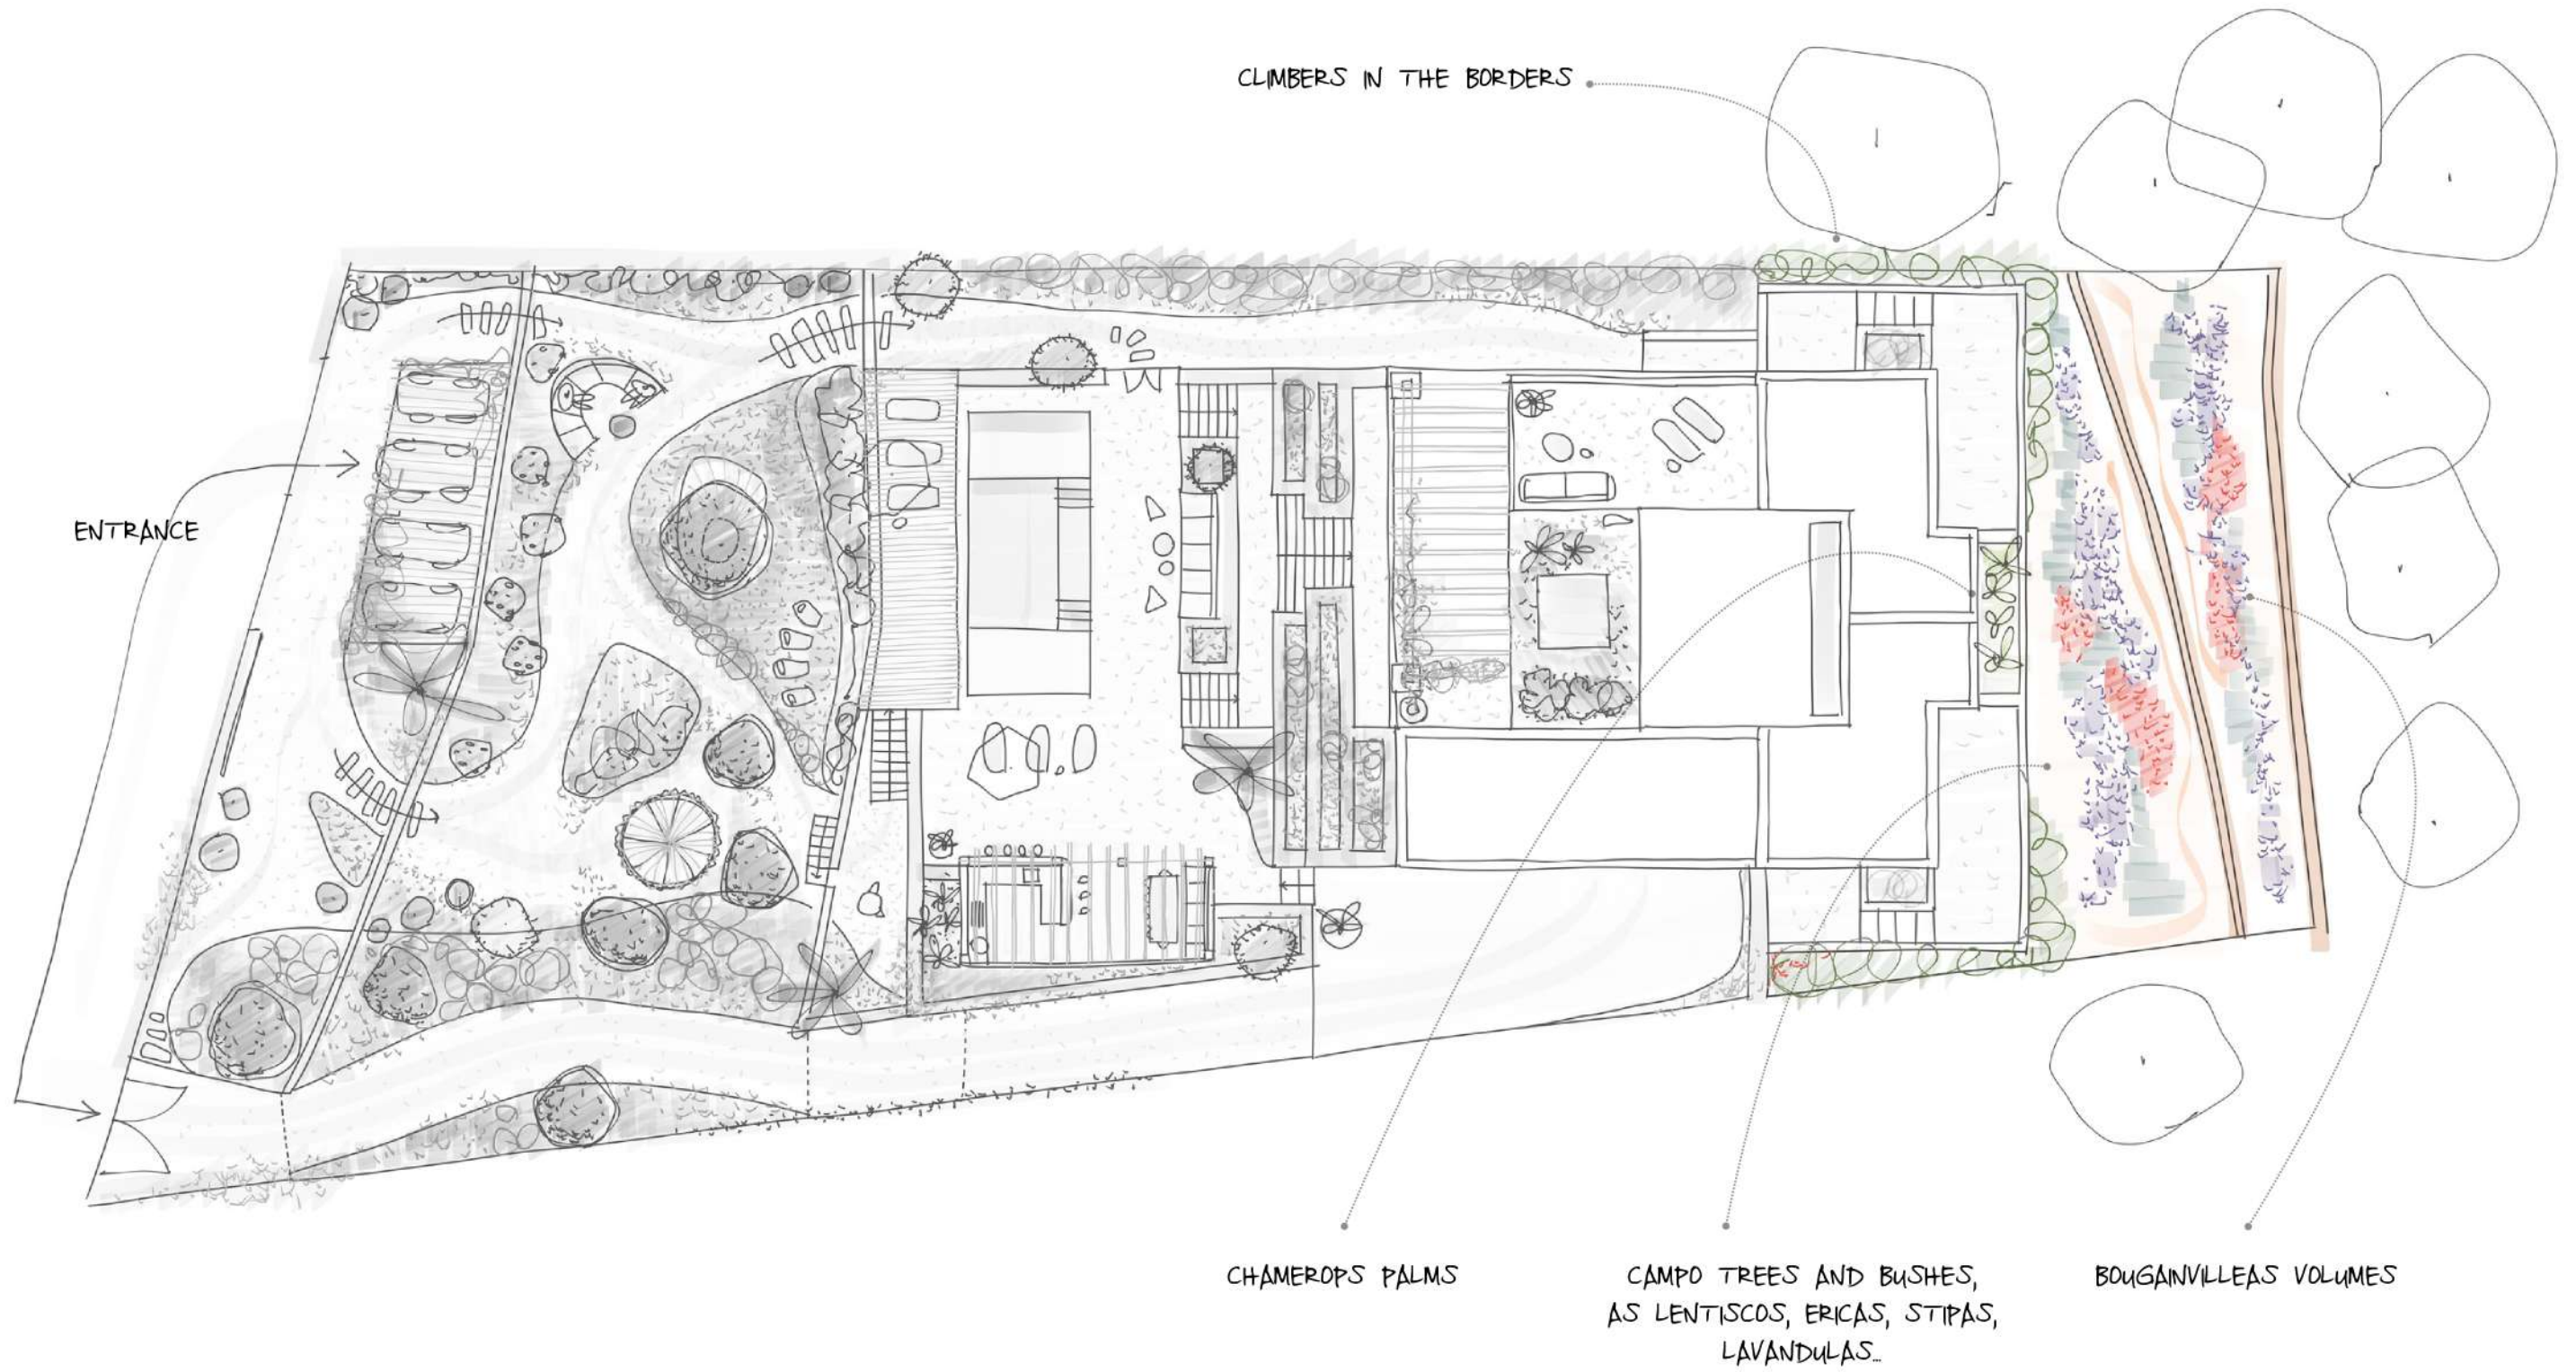 CLIMBERS IN THE BORDERS
ENTRANCE
CHAMEROPS PALMS
CAMPO TREES AND BUSHES,
AS LENTISCOS, ERICAS, STIPAS,
LAVANDULAS...
BOUGAINVILLEAS VOLUMES